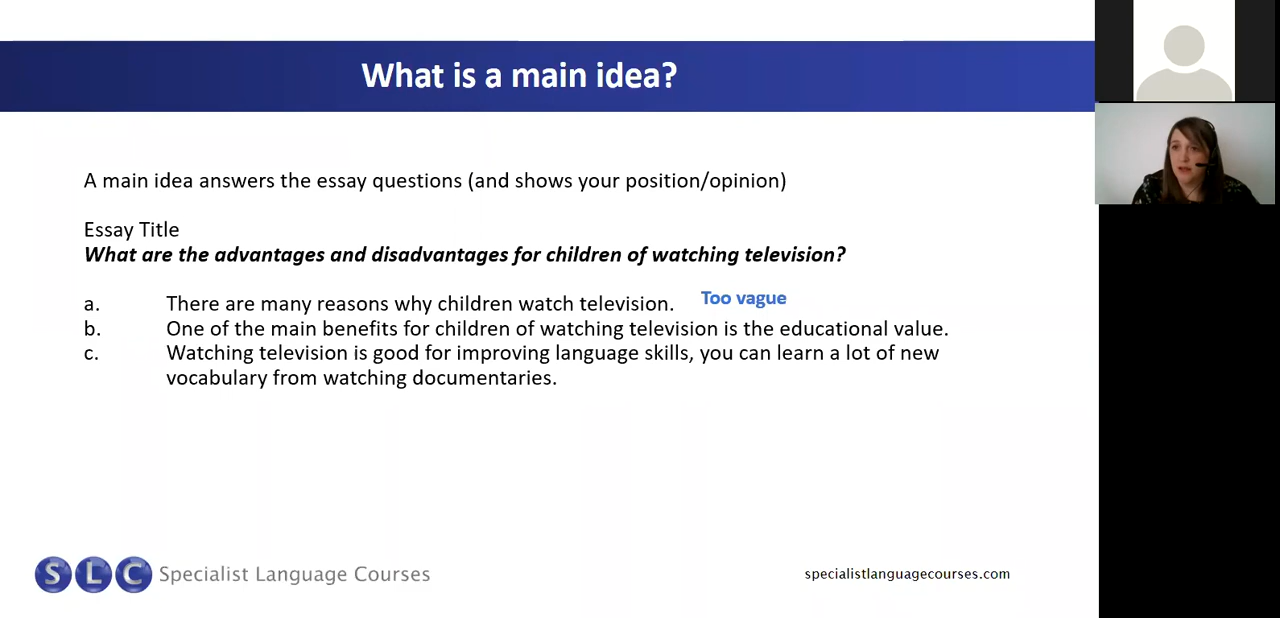 What is a main idea?
A main idea answers the essay questions (and shows your position/opinion)
Essay Title
What are the advantages and disadvantages for children of watching television?
a. There are many reasons why children watch television. Too vague
b. One of the main benefits for children of watching television is the educational value.
c. Watching television is good for improving language skills, you can learn a lot of new
vocabulary from watching documentaries.
SLC Specialist Language Courses
specialistlanguagecourses.com